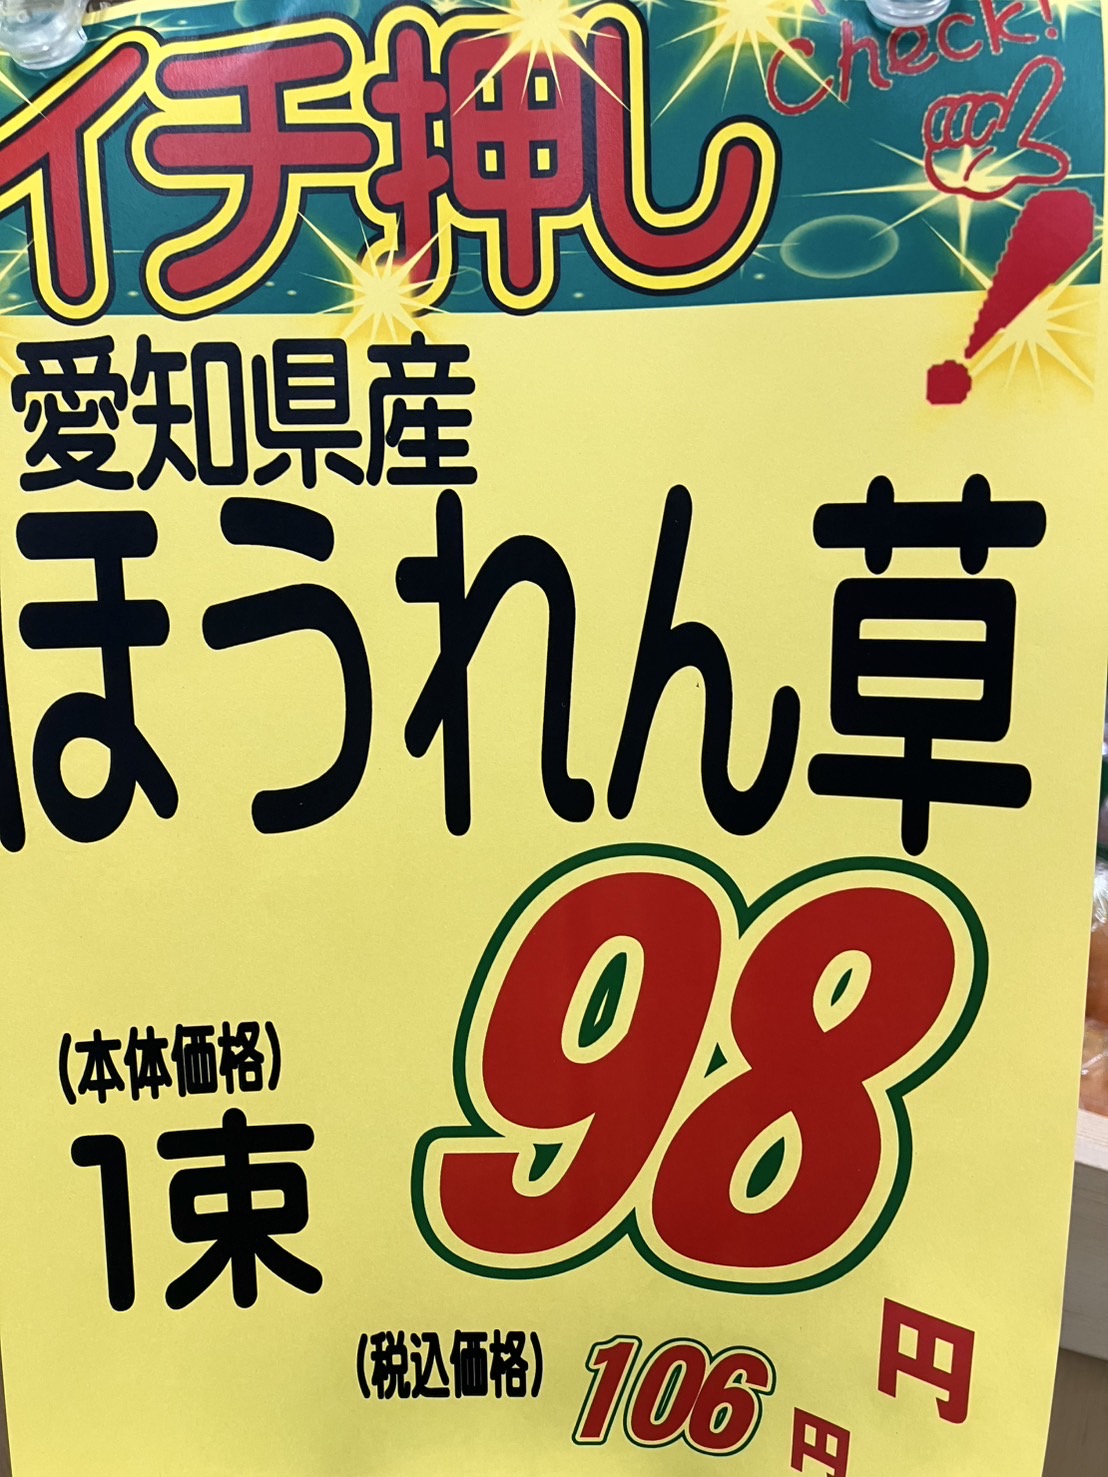 イチ押し
Check!
愛知県産
ほうれん草
(本体価格)
1束
98
円
(税込価格)
106
円